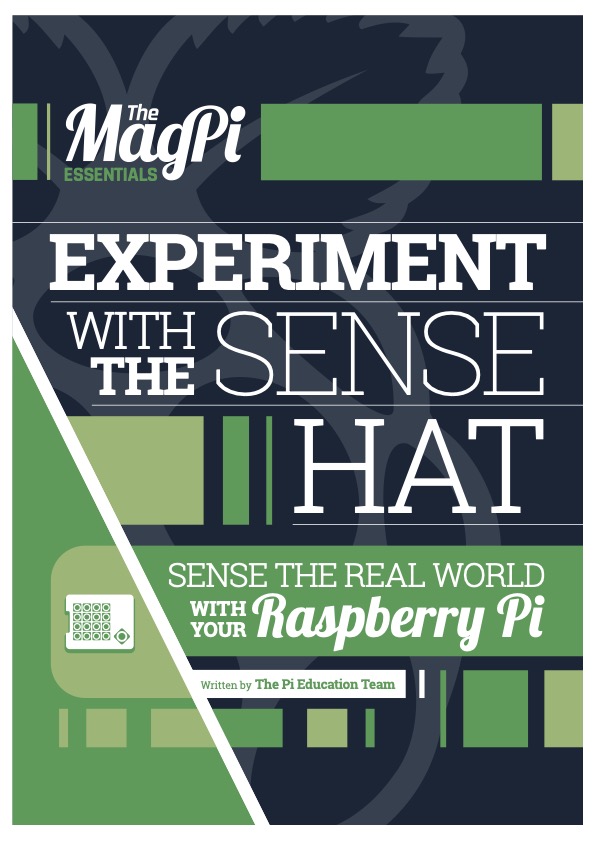 The
MagPi
ESSENTIALS
EXPERIMENT
WITH
THE SENSE
HAT
SENSE THE REAL WORLD
WITH
YOUR Raspberry Pi
Written by The Pi Education Team